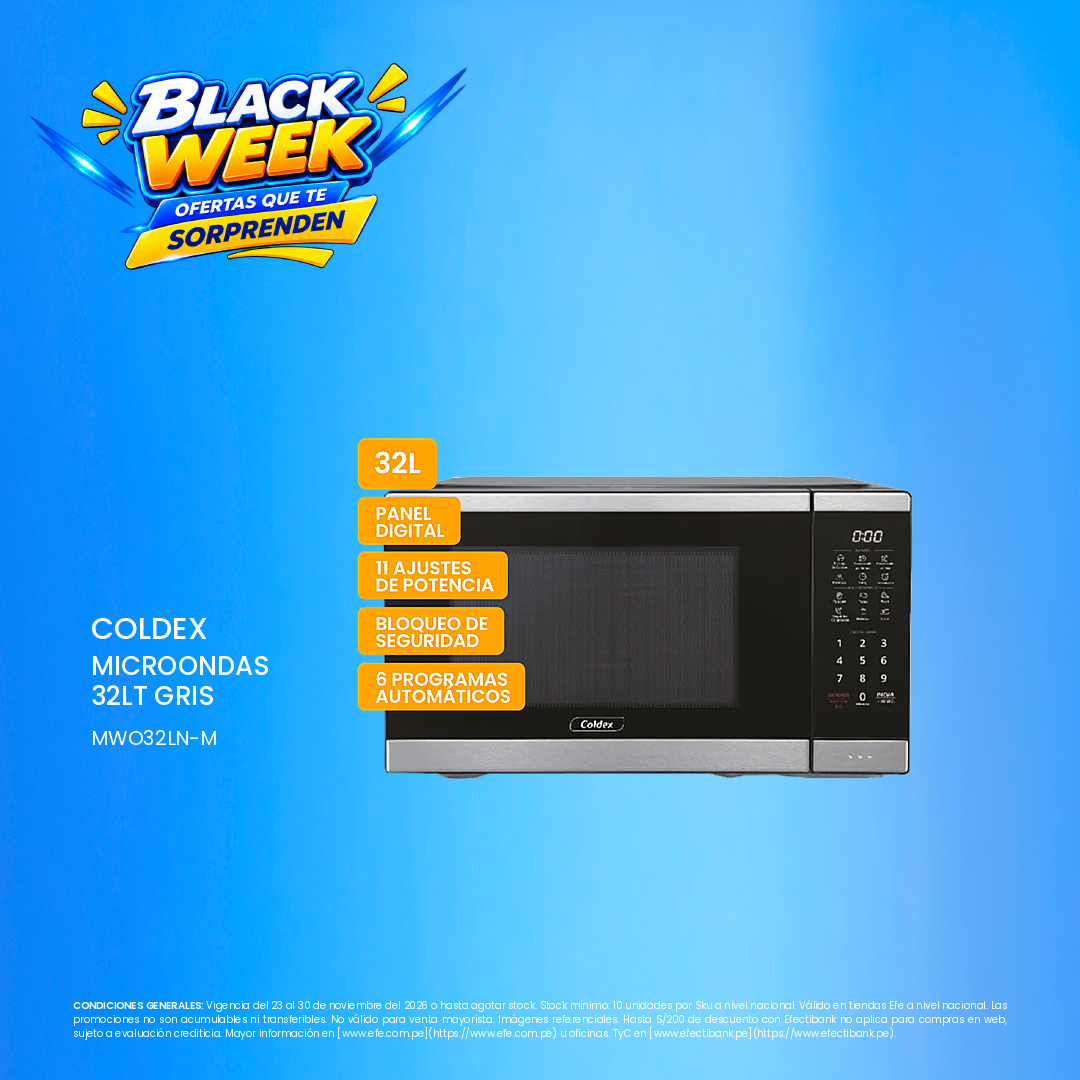 BLACK
WEEK
OFERTAS QUE TE
SORPRENDEN
32L
PANEL
DIGITAL
11 AJUSTES
DE POTENCIA
BLOQUEO DE
SEGURIDAD
6 PROGRAMAS
AUTOMÁTICOS
COLDEX
MICROONDAS
32LT GRIS
MWO32LN-M
0:00
1 2 3
4 5 6
7 8 9
0
INICIAR
Coldex
CONDICIONES GENERALES: Vigencia del 23 al 30 de noviembre del 2026 o hasta agotar stock. Stock mínimo: 10 unidades por Sku a nivel nacional. Válido en tiendas Efe a nivel nacional. Las
promociones no son acumulables ni transferibles. No válido para venta mayorista. Imágenes referenciales. Hasta S/200 de descuento con Efectibank no aplica para compras en web,
sujeto a evaluación crediticia. Mayor información en [www.efe.com.pe](https://www.efe.com.pe) u oficinas. TyC en [www.efectibank.pe](https://www.efectibank.pe).